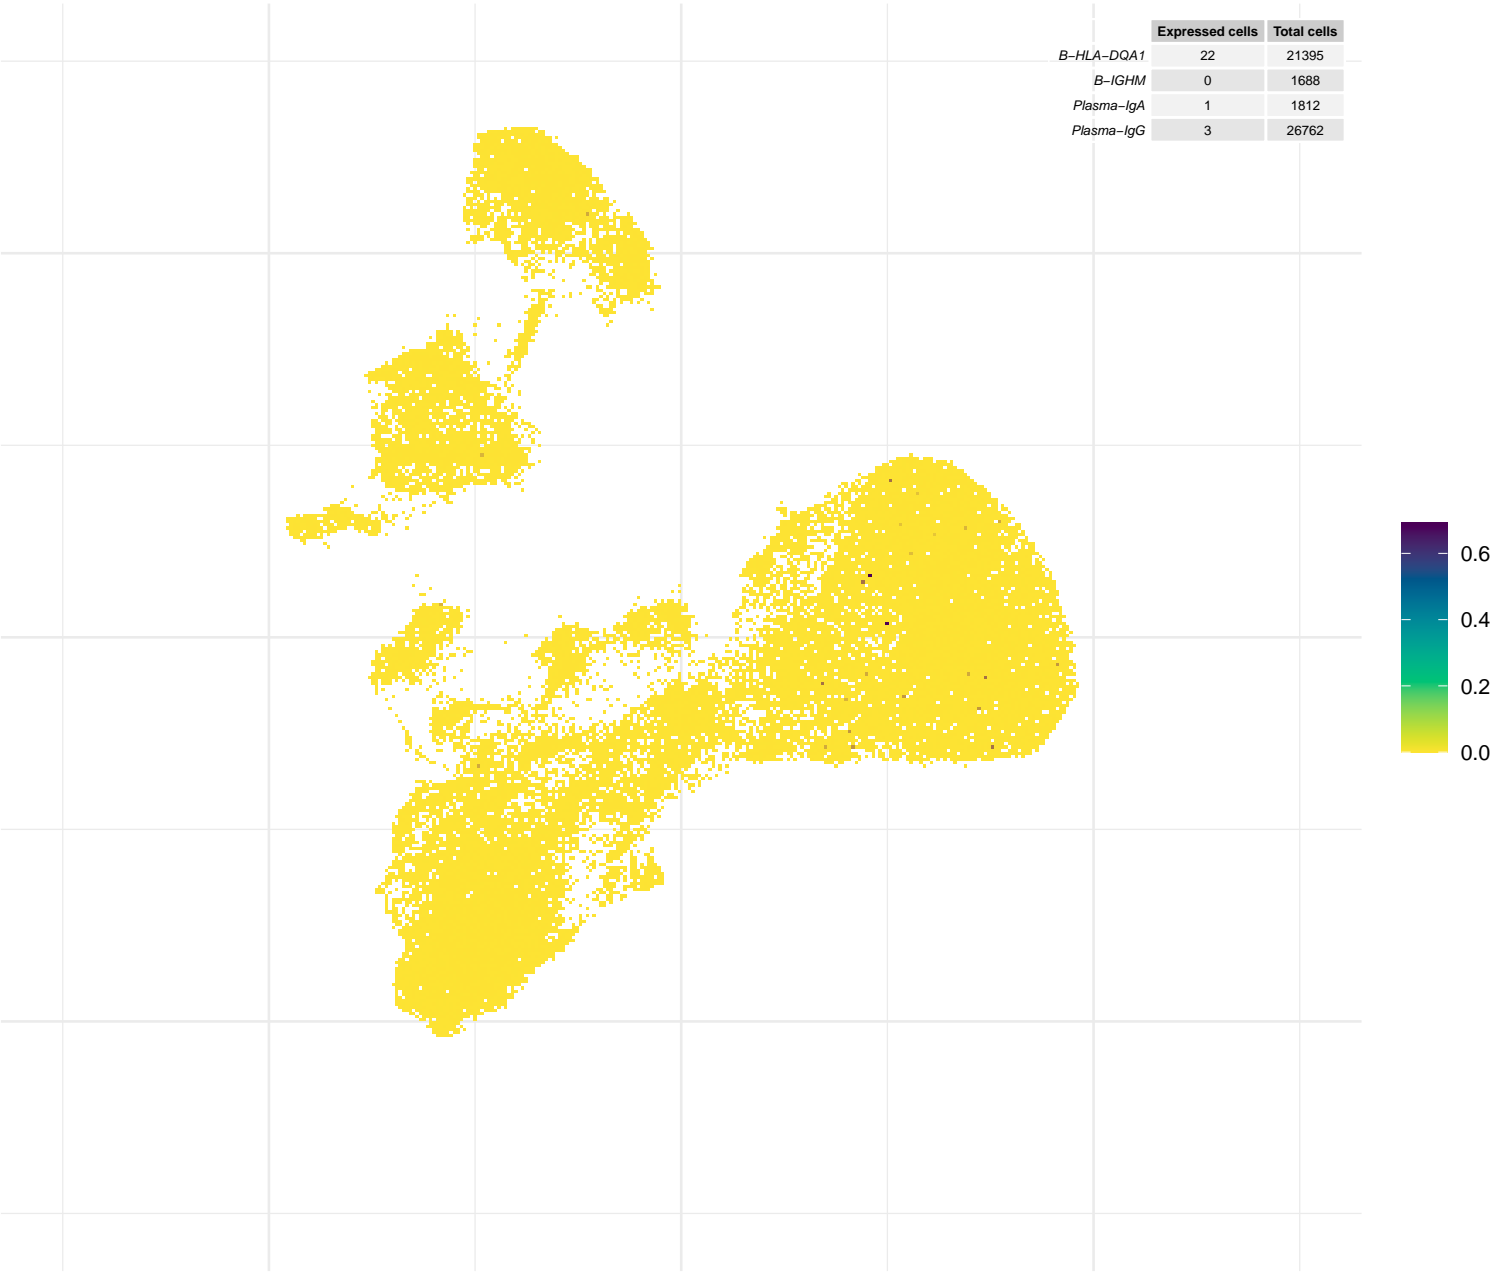 Expressed cells Total cells
B−HLA−DQA1 22 21395
B−IGHM 0 1688
Plasma−IgA 1 1812
Plasma−IgG 3 26762
0.6
0.4
0.2
0.0